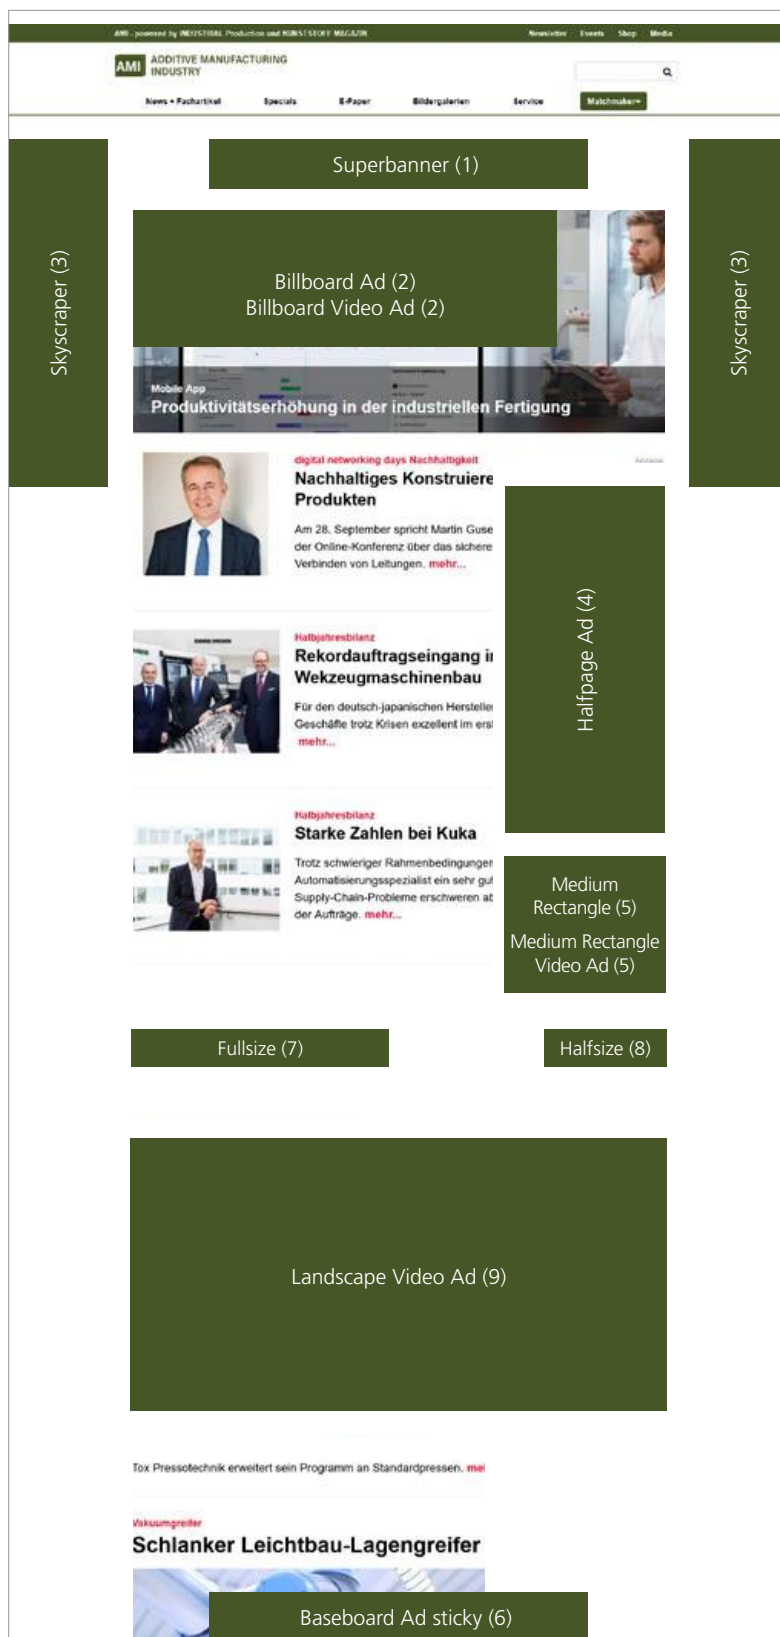 AMI - powered by INDUSTRIAL Production und KUNSTSTOFF MAGAZIN
Newsletter Events Shop Media
AMI ADDITIVE MANUFACTURING
INDUSTRY
News + Fachartikel Specials E-Paper Bildergalerien Service Matchmaker+
Superbanner (1)
Skyscraper (3)
Billboard Ad (2)
Billboard Video Ad (2)
Skyscraper (3)
Mobile App
Produktivitätserhöhung in der industriellen Fertigung
digital networking days Nachhaltigkeit
Anzeige
Nachhaltiges Konstruiere
Produkten
Am 28. September spricht Martin Guse
der Online-Konferenz über das sichere
Verbinden von Leitungen. mehr...
Halfpage Ad (4)
Halbjahresbilanz
Rekordauftragseingang i
Wekzeugmaschinenbau
Für den deutsch-japanischen Herstelle
Geschäfte trotz Krisen exzellent im ers
mehr...
Halbjahresbilanz
Starke Zahlen bei Kuka
Trotz schwieriger Rahmenbedingunger
Automatisierungsspezialist ein sehr gu
Supply-Chain-Probleme erschweren ab
der Aufträge. mehr...
Medium
Rectangle (5)
Medium Rectangle
Video Ad (5)
Fullsize (7)
Halfsize (8)
Landscape Video Ad (9)
Tox Pressotechnik erweitert sein Programm an Standardpressen. me
Vakuumgreifer
Schlanker Leichtbau-Lagengreifer
Baseboard Ad sticky (6)